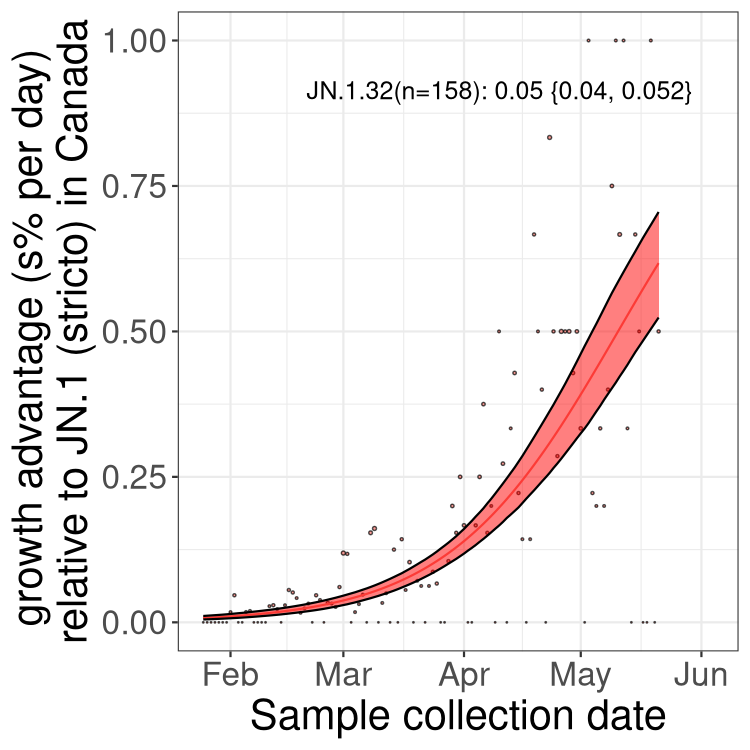 growth advantage (s% per day)
relative to JN.1 (stricto) in Canada
1.00
0.75
0.50
0.25
0.00
JN.1.32(n=158): 0.05 {0.04, 0.052}
Feb Mar Apr May Jun
Sample collection date